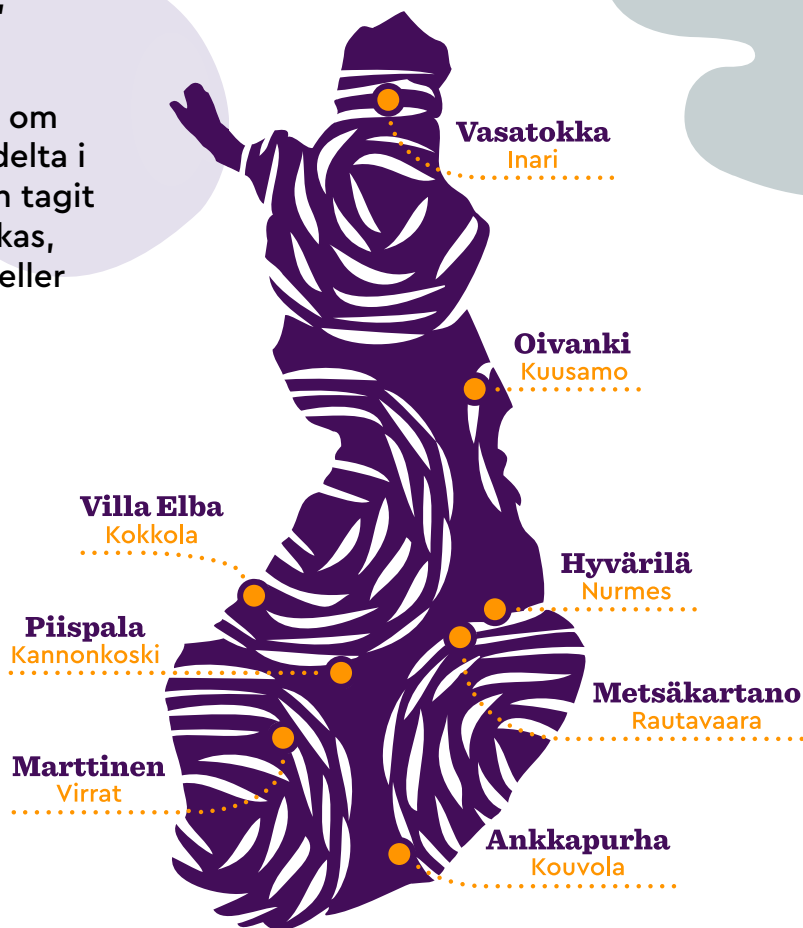 om
delta i
tagit
kas,
eller
Vasatokka
Inari
Oivanki
Kuusamo
Villa Elba
Kokkola
Hyvärilä
Nurmes
Piispala
Kannonkoski
Metsäkartano
Rautavaara
Marttinen
Virrat
Ankkapurha
Kouvola